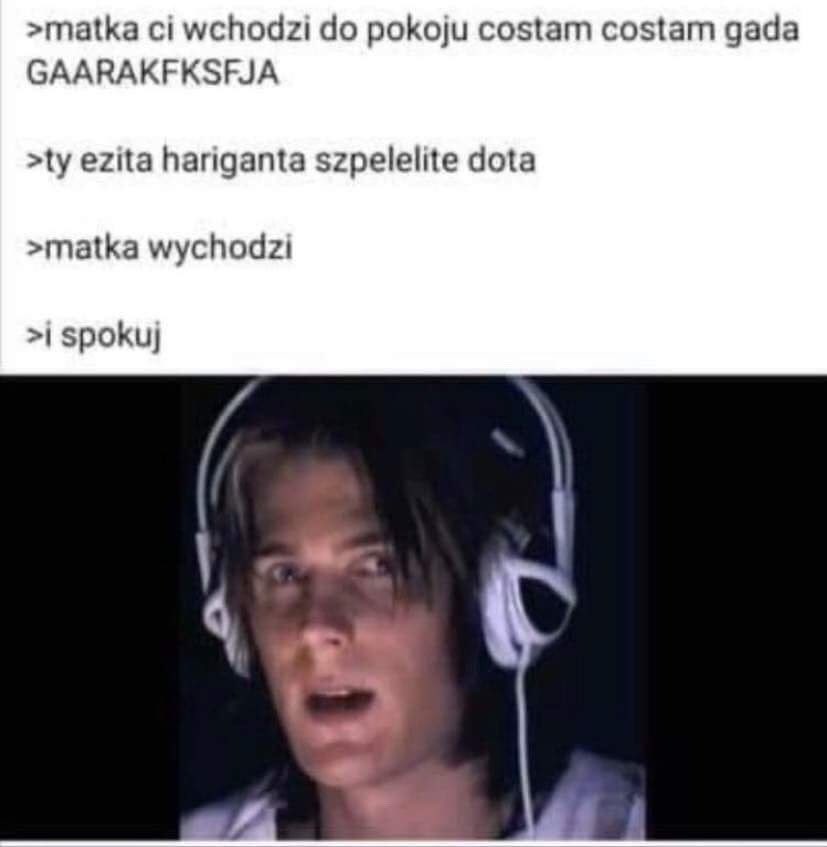 >matka ci wchodzi do pokoju costam costam gada
GAARAKFKSFJA
>ty ezita hariganta szpelelite dota
>matka wychodzi
>i spokuj